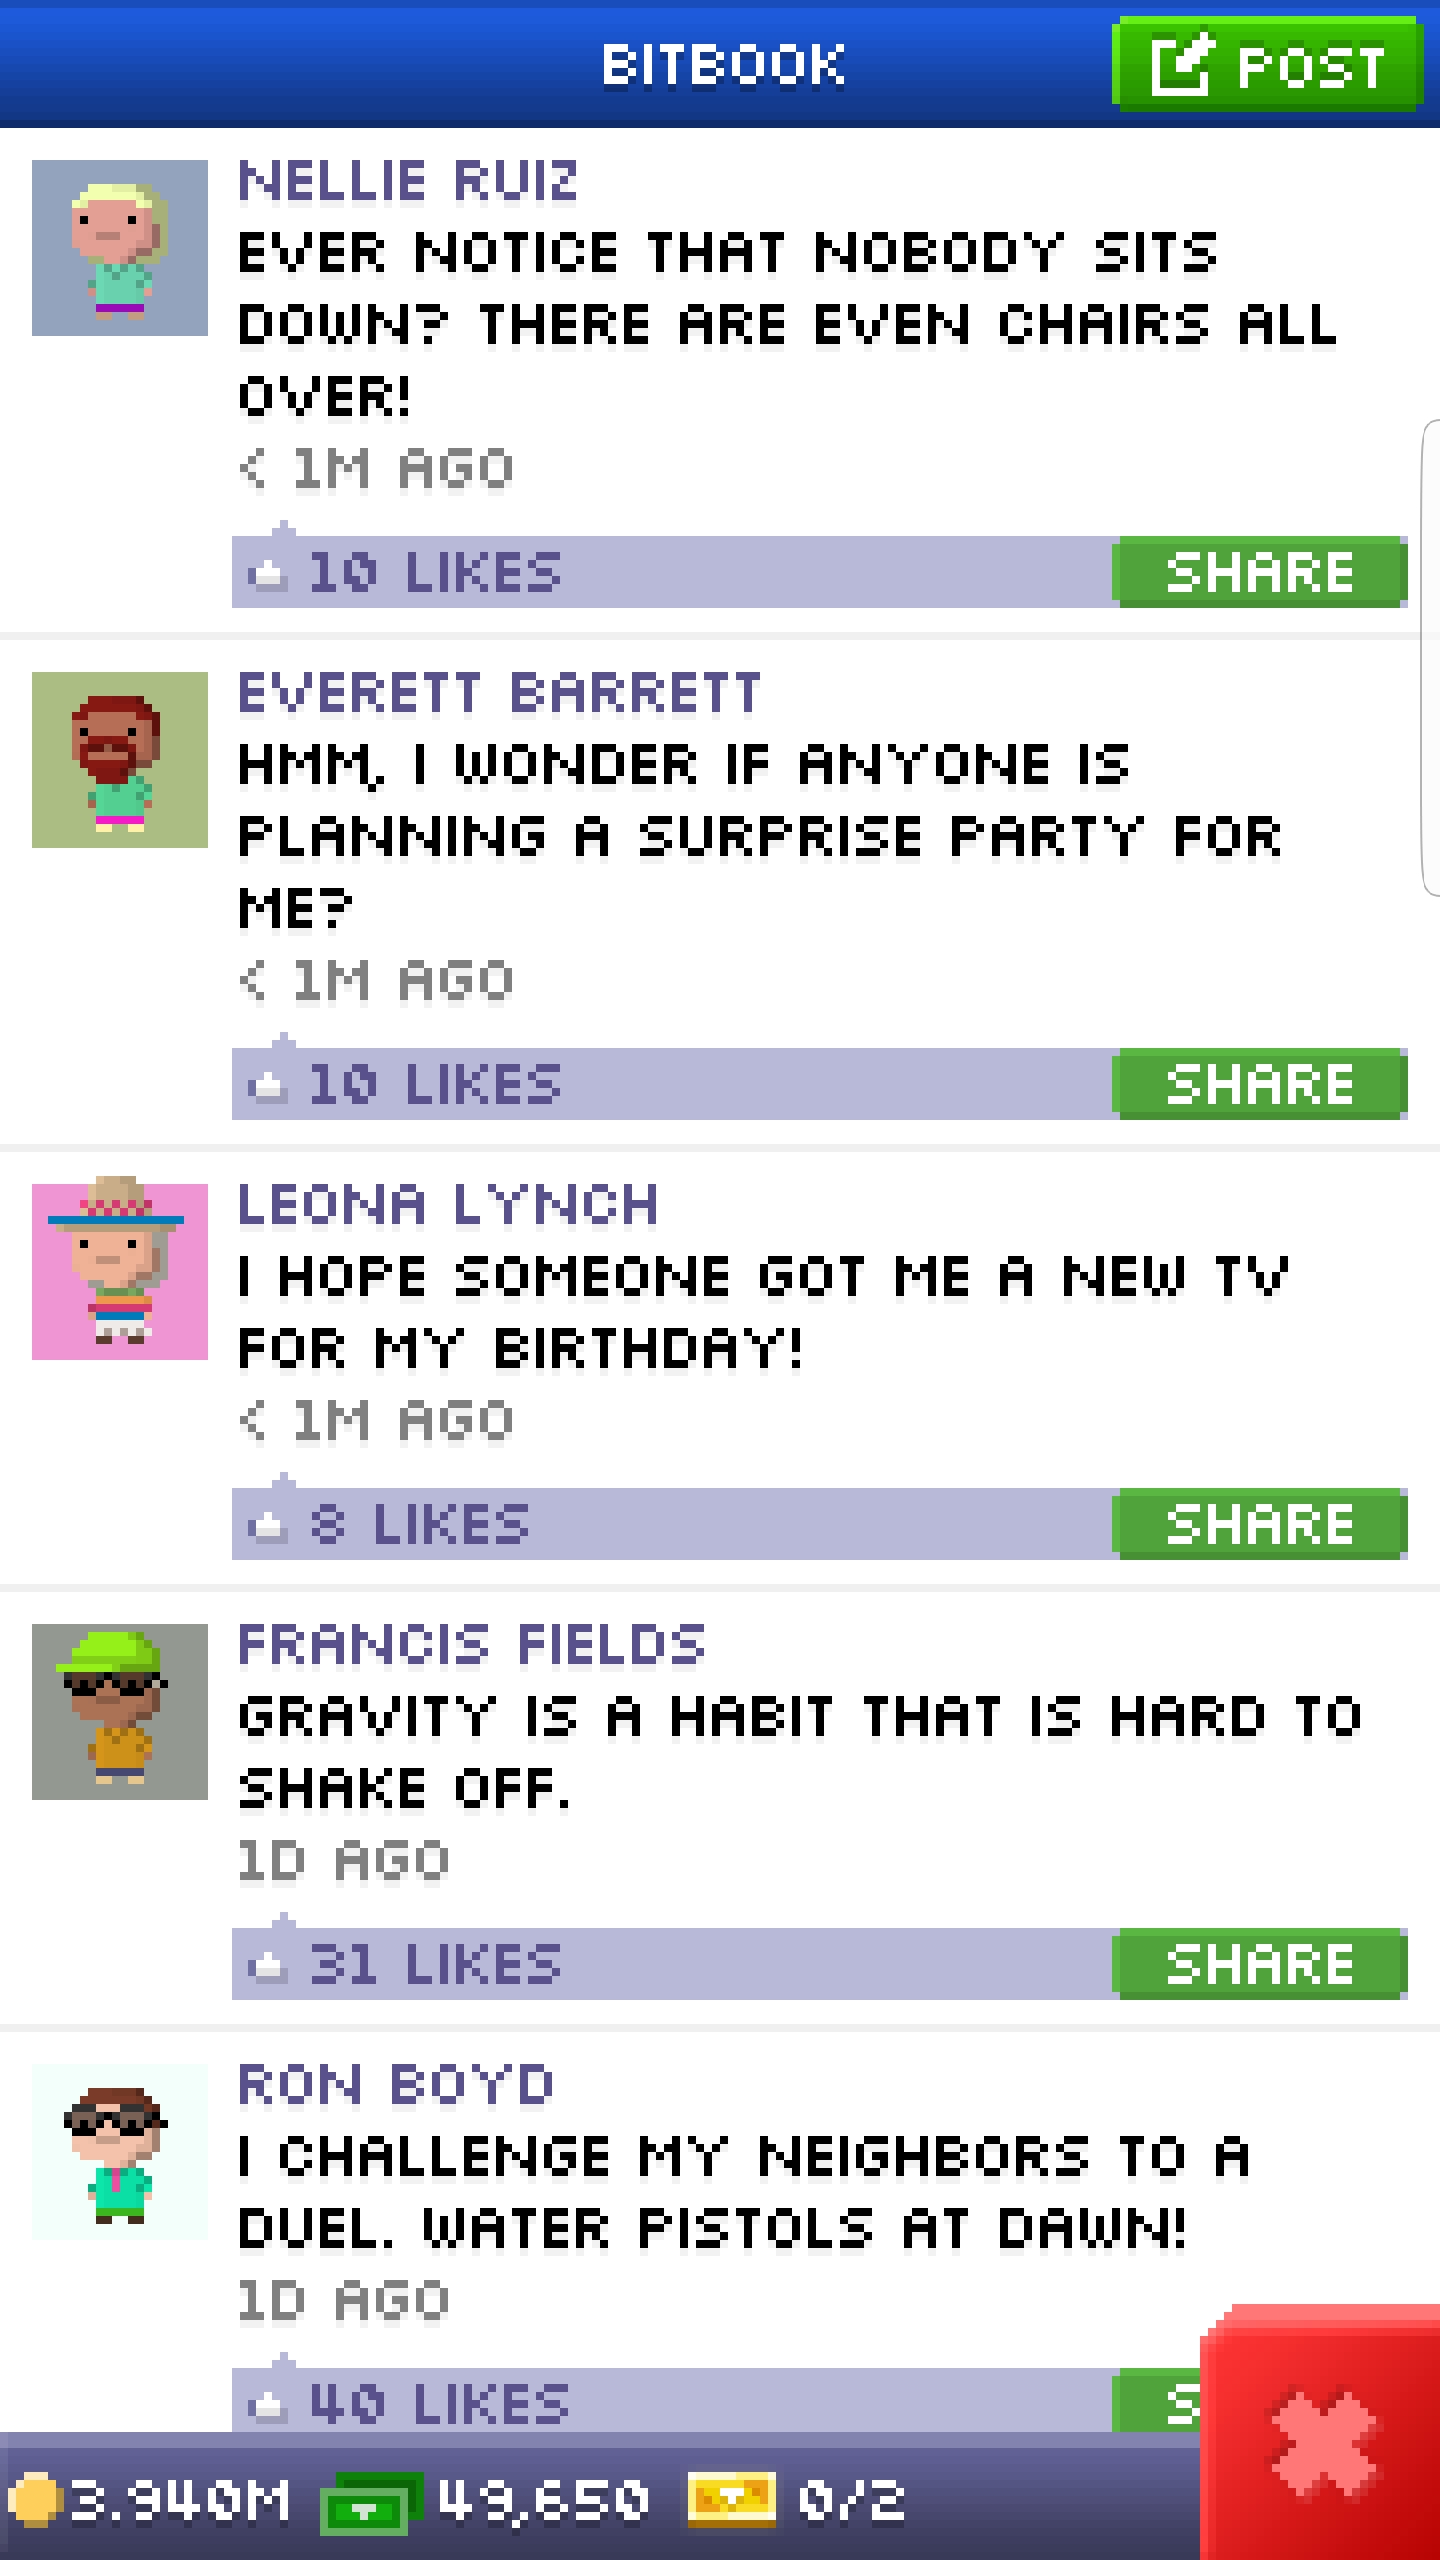 BITBOOK
POST
NELLIE RUIZ
EVER NOTICE THAT NOBODY SITS
DOWN? THERE ARE EVEN CHAIRS ALL
OVER!
< 1M AGO
10 LIKES
SHARE
EVERETT BARRETT
HMM, I WONDER IF ANYONE IS
PLANNING A SURPRISE PARTY FOR
ME?
< 1M AGO
10 LIKES
SHARE
LEONA LYNCH
I HOPE SOMEONE GOT ME A NEW TV
FOR MY BIRTHDAY!
< 1M AGO
8 LIKES
SHARE
FRANCIS FIELDS
GRAVITY IS A HABIT THAT IS HARD TO
SHAKE OFF.
1D AGO
31 LIKES
SHARE
RON BOYD
I CHALLENGE MY NEIGHBORS TO A
DUEL. WATER PISTOLS AT DAWN!
1D AGO
40 LIKES
S
3.940M 49,650 0/2